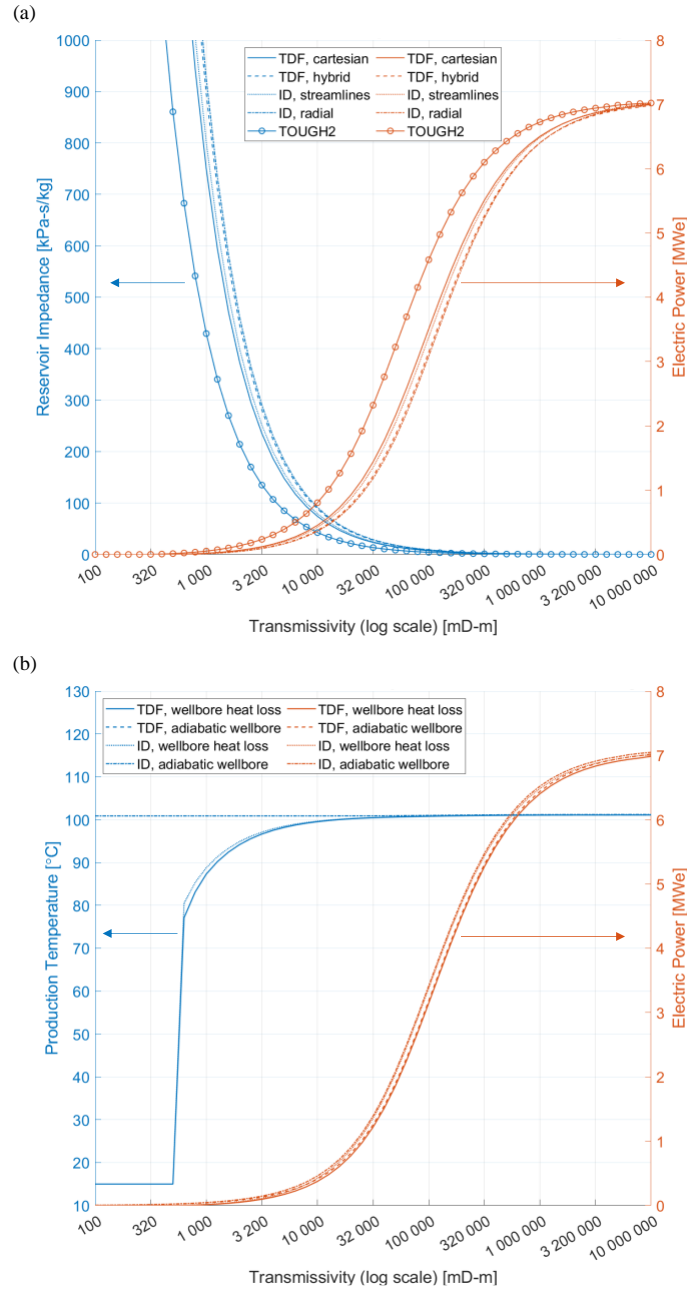 (a)
1000
900
800
700
600
500
400
300
200
100
0
Reservoir Impedance [kPa-s/kg]
TDF, cartesian
TDF, hybrid
ID, streamlines
ID, radial
TOUGH2
TDF, cartesian
TDF, hybrid
ID, streamlines
ID, radial
TOUGH2
8
7
6
5
4
3
2
1
0
Electric Power [MWe]
100
320
1 000
3 200
10 000
32 000
100 000
320 000
1 000 000
3 200 000
10 000 000
Transmissivity (log scale) [mD-m]
(b)
130
120
110
100
90
80
70
60
50
40
30
20
10
Production Temperature [°C]
TDF, wellbore heat loss
TDF, adiabatic wellbore
ID, wellbore heat loss
ID, adiabatic wellbore
TDF, wellbore heat loss
TDF, adiabatic wellbore
ID, wellbore heat loss
ID, adiabatic wellbore
8
7
6
5
4
3
2
1
0
Electric Power [MWe]
100
320
1 000
3 200
10 000
32 000
100 000
320 000
1 000 000
3 200 000
10 000 000
Transmissivity (log scale) [mD-m]